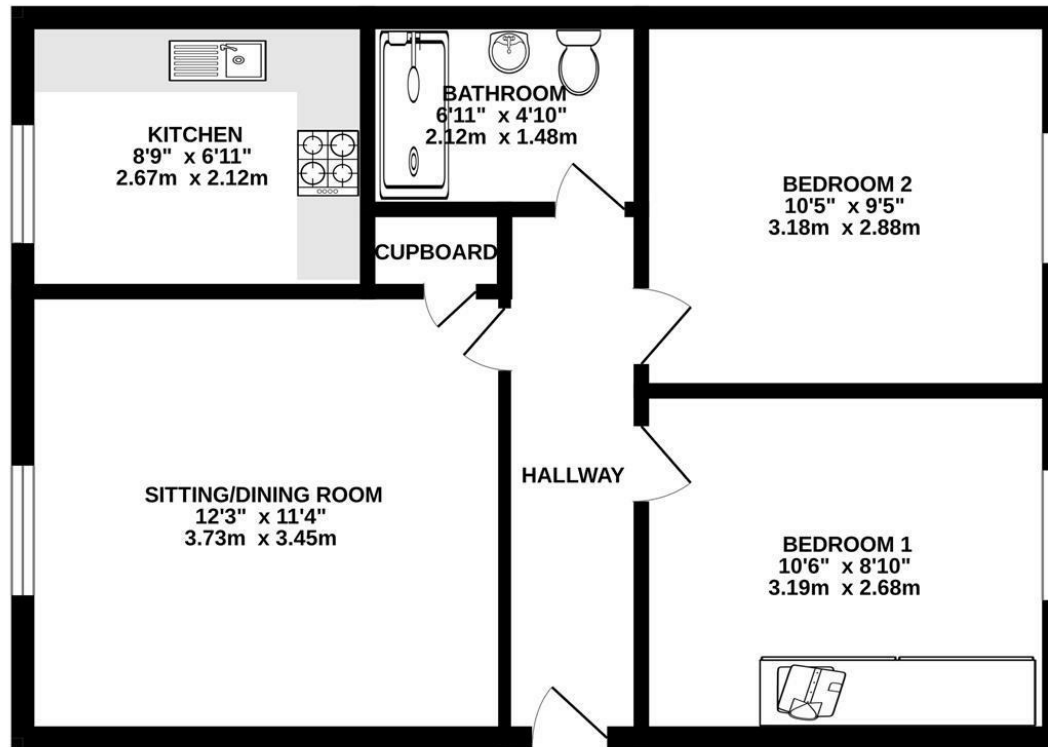 KITCHEN
8'9" x 6'11"
2.67m x 2.12m
BATHROOM
6'11" x 4'10"
2.12m x 1.48m
BEDROOM 2
10'5" x 9'5"
3.18m x 2.88m
CUPBOARD
SITTING/DINING ROOM
12'3" x 11'4"
3.73m x 3.45m
HALLWAY
BEDROOM 1
10'6" x 8'10"
3.19m x 2.68m